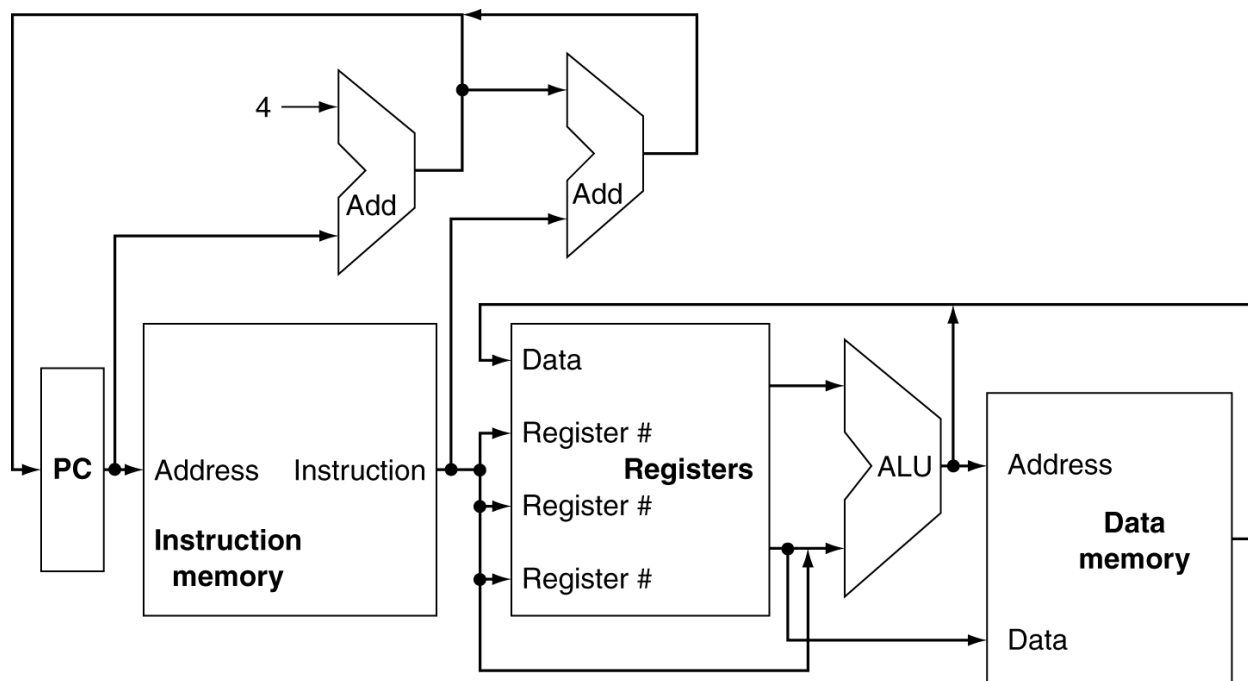 4
Add
Add
Data
Register #
Registers
Register #
Register #
PC
Address
Instruction
Instruction
memory
ALU
Address
Data
memory
Data